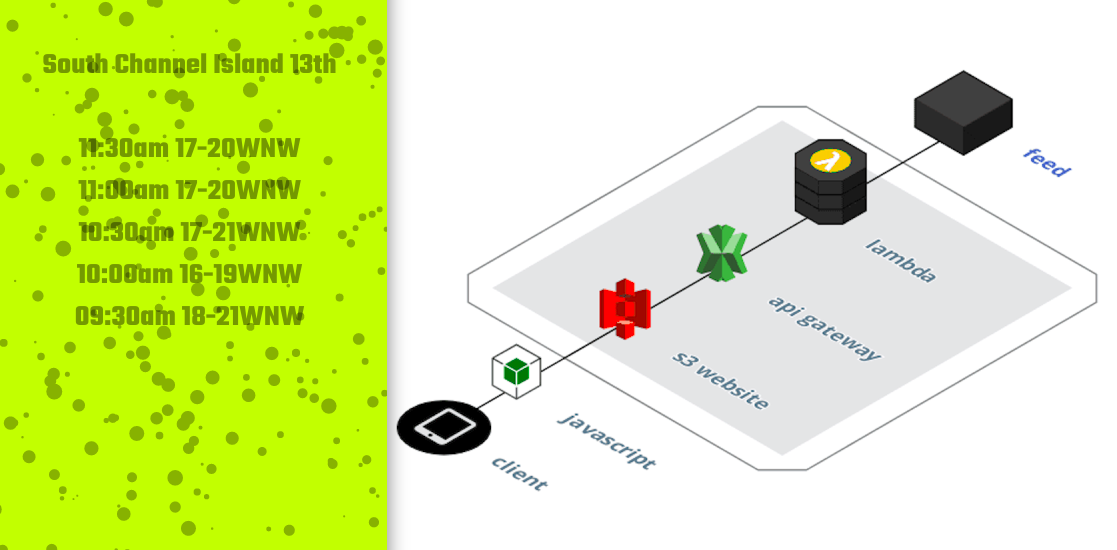 South Channel Island 13th
11:30am 17-20WNW
11:00am 17-20WNW
10:30am 17-21WNW
10:00am 16-19WNW
09:30am 18-21WNW
feed
lambda
api gateway
s3 website
javascript
client